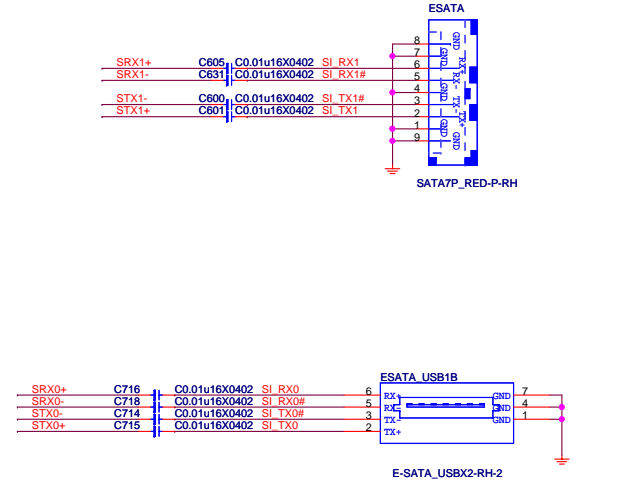 ESATA
8 GND
7 GND
SRX1+ C605 C0.01u16X0402 SI_RX1 6 RX+
SRX1- C631 C0.01u16X0402 SI_RX1# 5 RX-
4 GND
STX1- C600 C0.01u16X0402 SI_TX1# 3 TX-
STX1+ C601 C0.01u16X0402 SI_TX1 2 TX+
1 GND
9 GND
SATA7P_RED-P-RH
ESATA_USB1B
SRX0+ C716 C0.01u16X0402 SI_RX0 6 RX+ GND 7
SRX0- C718 C0.01u16X0402 SI_RX0# 5 RX- GND 4
STX0- C714 C0.01u16X0402 SI_TX0# 3 TX- GND 1
STX0+ C715 C0.01u16X0402 SI_TX0 2 TX+
E-SATA_USBX2-RH-2